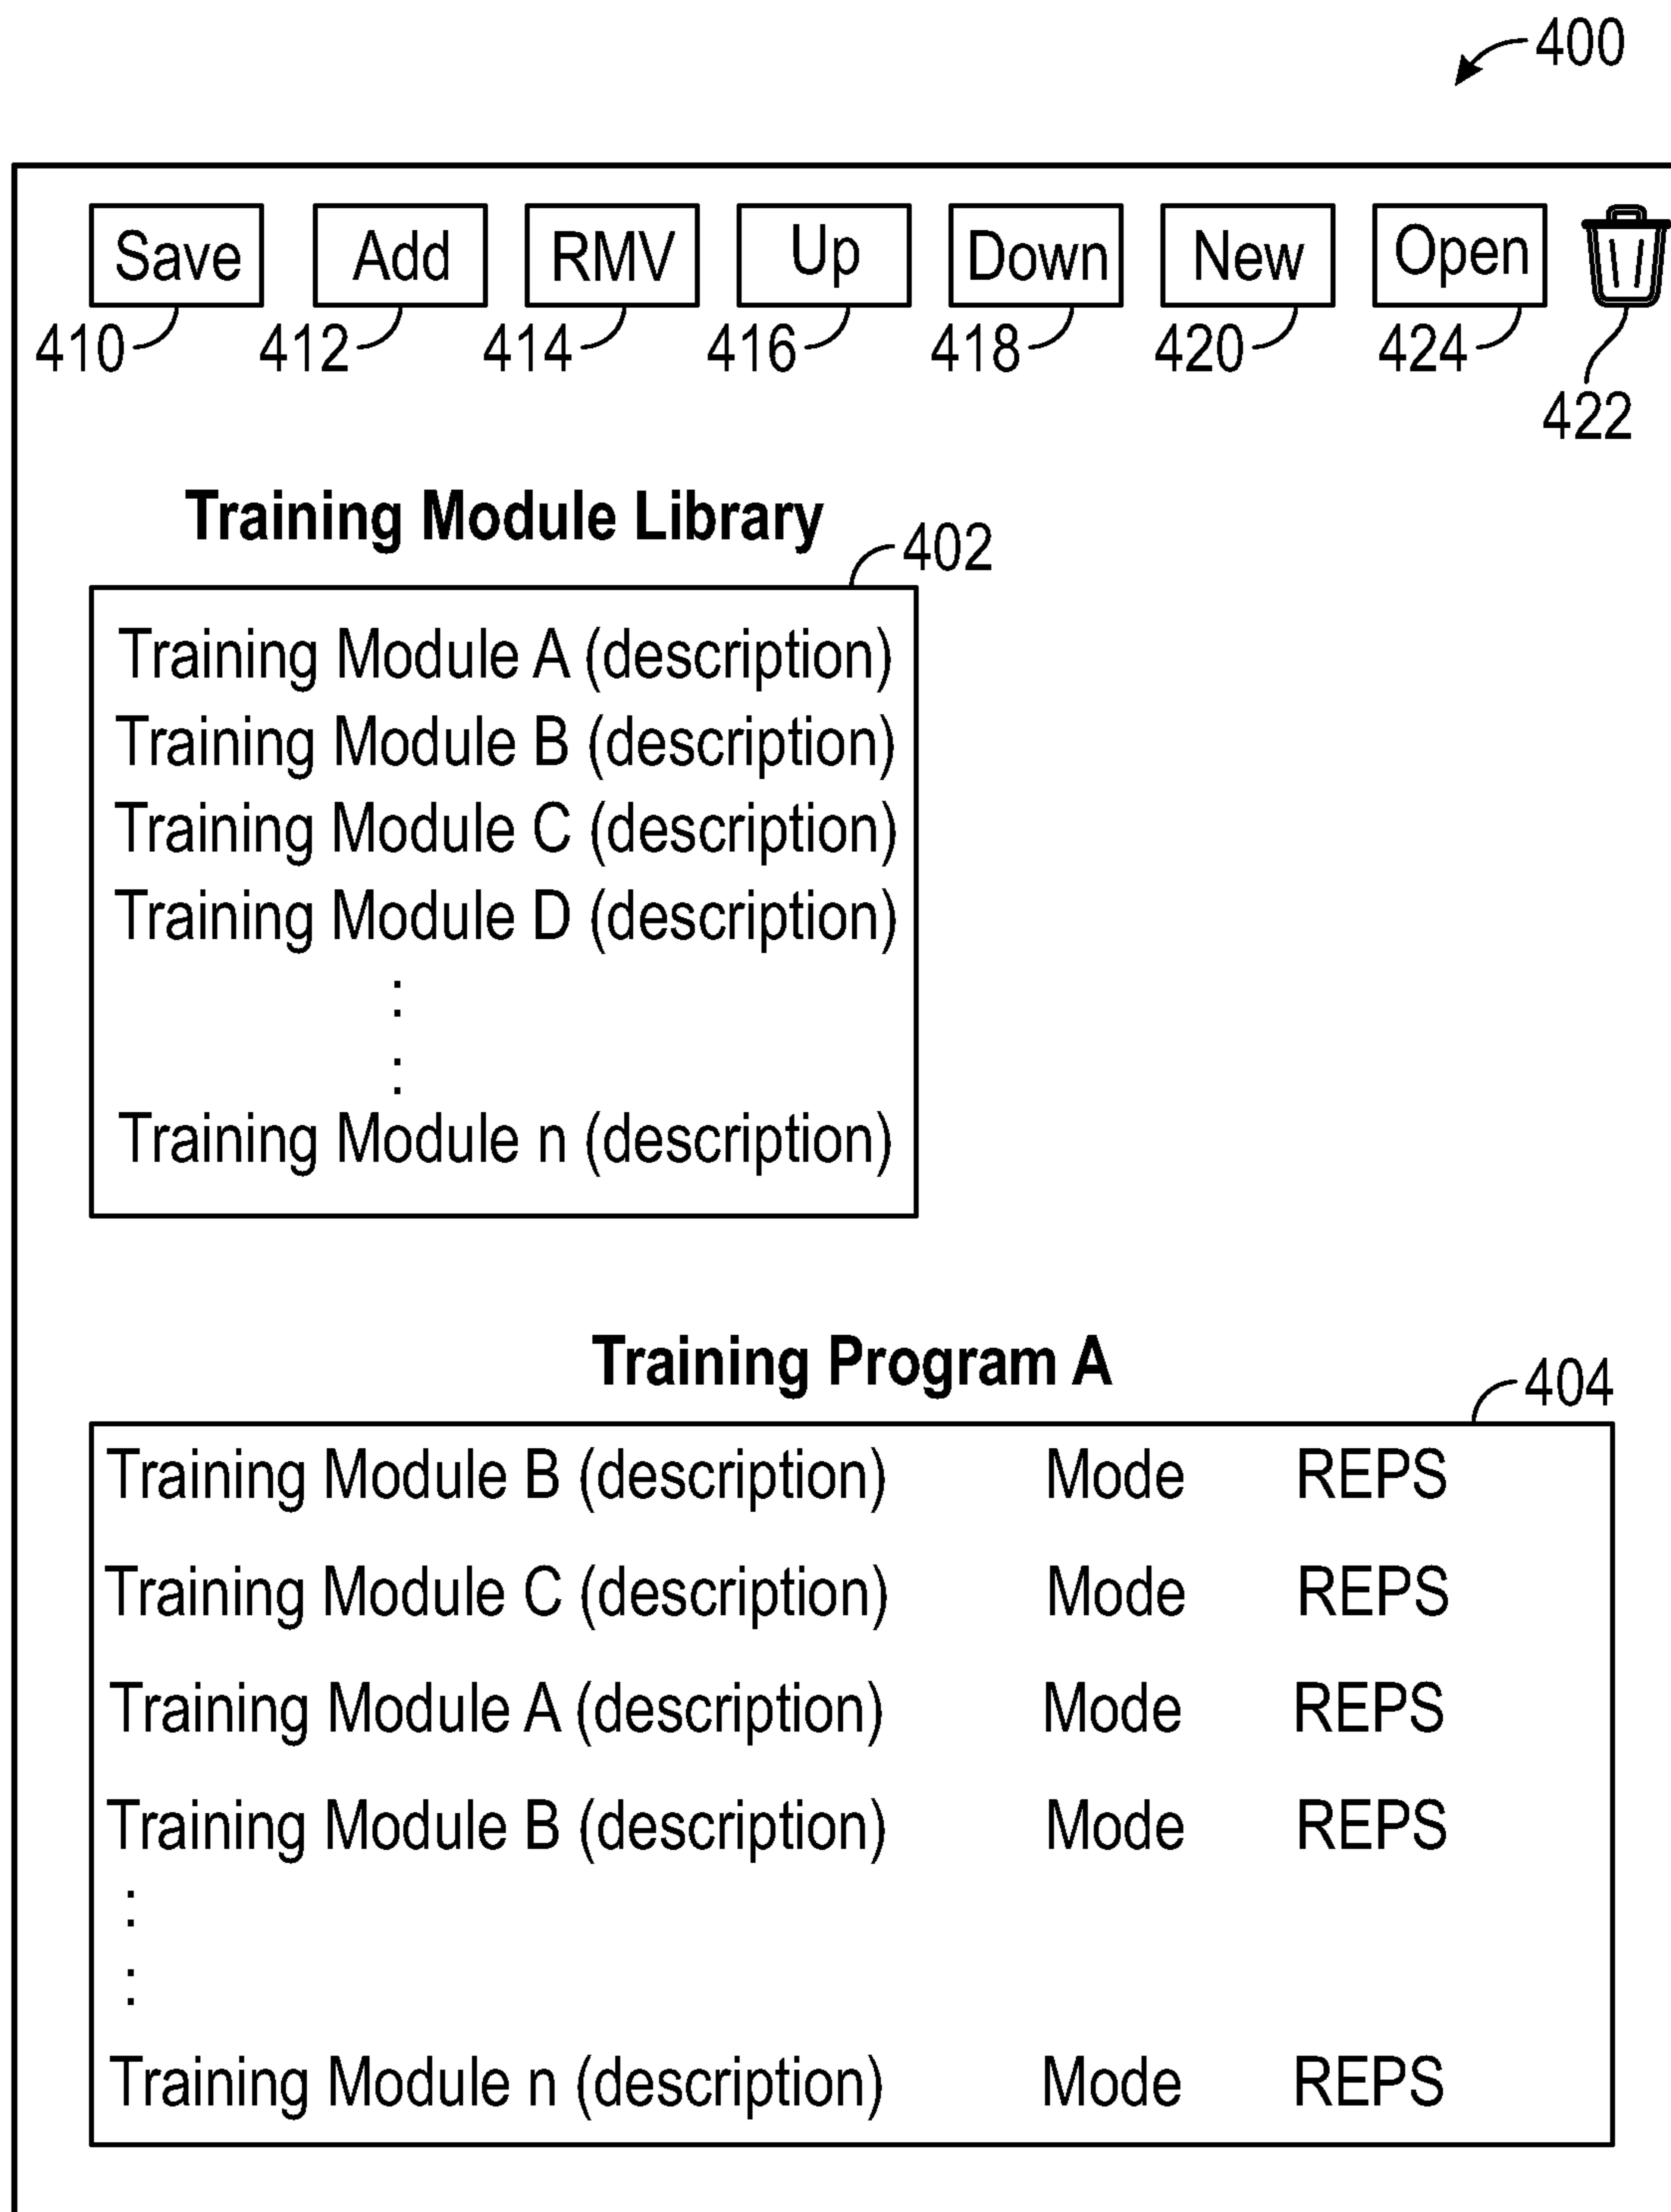 400
Save Add RMV Up Down New Open
410 412 414 416 418 420 424
422
Training Module Library
402
Training Module A (description)
Training Module B (description)
Training Module C (description)
Training Module D (description)
:
:
Training Module n (description)
Training Program A
404
Training Module B (description) Mode REPS
Training Module C (description) Mode REPS
Training Module A (description) Mode REPS
Training Module B (description) Mode REPS
:
:
Training Module n (description) Mode REPS